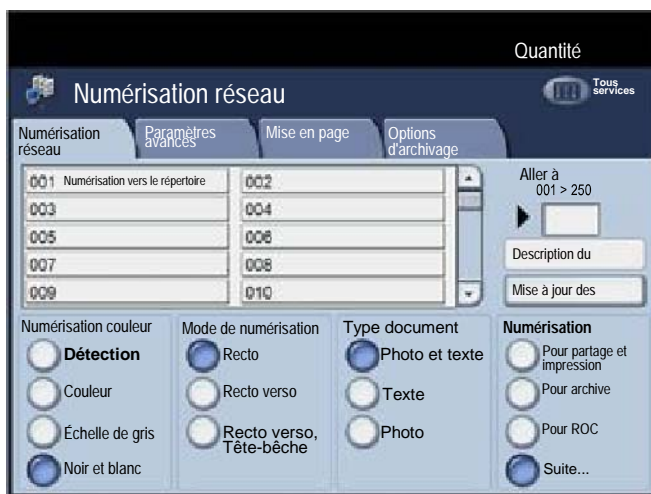 Quantité
Numérisation réseau
Tous
services
Numérisation
réseau
Paramètres
avancés
Mise en page
Options
d'archivage
001 Numérisation vers le répertoire
002
003
004
005
006
007
008
009
010
Aller à
001 > 250
Description du
Mise à jour des
Numérisation couleur
Détection
Couleur
Échelle de gris
Noir et blanc
Mode de numérisation
Recto
Recto verso
Recto verso,
Tête-bêche
Type document
Photo et texte
Texte
Photo
Numérisation
Pour partage et
impression
Pour archive
Pour ROC
Suite...